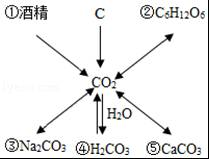 ①酒精 C ②C₆H₁₂O₆
CO₂
H₂O
③Na₂CO₃ ④H₂CO₃ ⑤CaCO₃